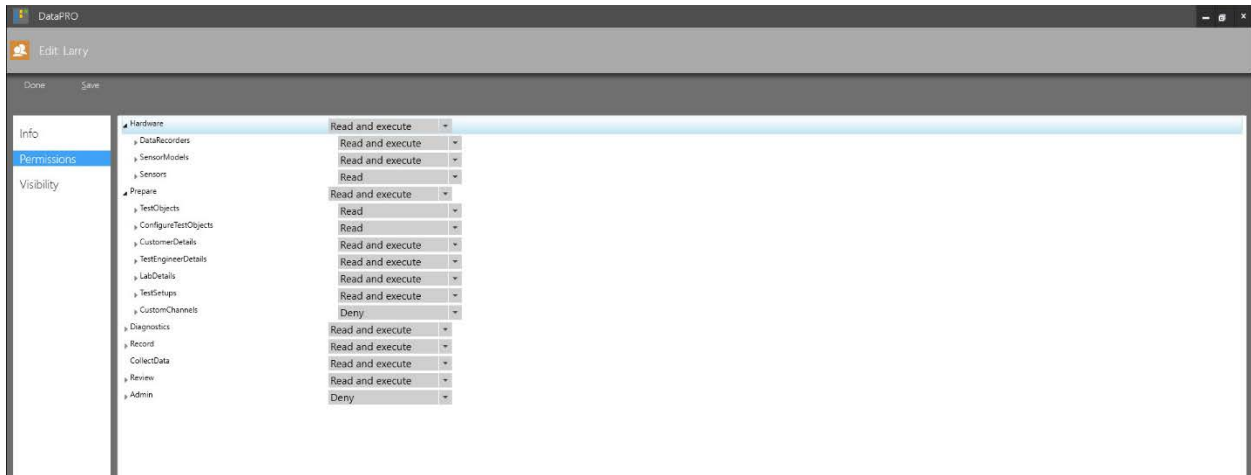 DataPRO
Edit: Larry
Done Save
Info
Permissions
Visibility
Hardware Read and execute
DataRecorders Read and execute
SensorModels Read and execute
Sensors Read
Prepare Read and execute
TestObjects Read
ConfigureTestObjects Read
CustomerDetails Read and execute
TestEngineerDetails Read and execute
LabDetails Read and execute
TestSetups Read and execute
CustomChannels Deny
Diagnostics Read and execute
Record Read and execute
CollectData Read and execute
Review Read and execute
Admin Deny